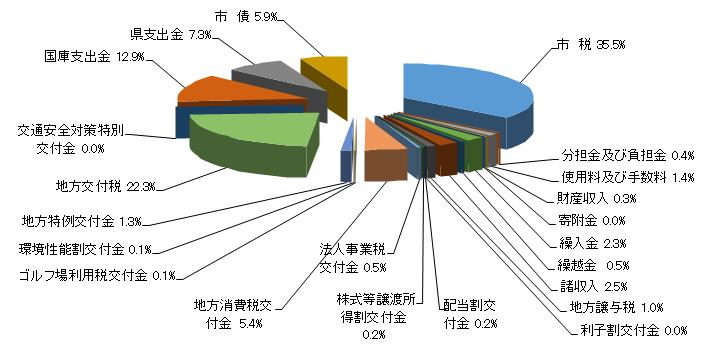 市　税 35.5%
分担金及び負担金 0.4%
使用料及び手数料 1.4%
財産収入 0.3%
寄附金 0.0%
繰入金 2.3%
繰越金　0.5%
諸収入 2.5%
地方譲与税 1.0%
利子割交付金 0.0%
配当割交
付金 0.2%
株式等譲渡所
得割交付金
0.2%
法人事業税
交付金 0.5%
地方消費税交
付金 5.4%
ゴルフ場利用税交付金 0.1%
環境性能割交付金 0.1%
地方特例交付金 1.3%
地方交付税 22.3%
交通安全対策特別
交付金 0.0%
国庫支出金 12.9%
県支出金 7.3%
市　債 5.9%